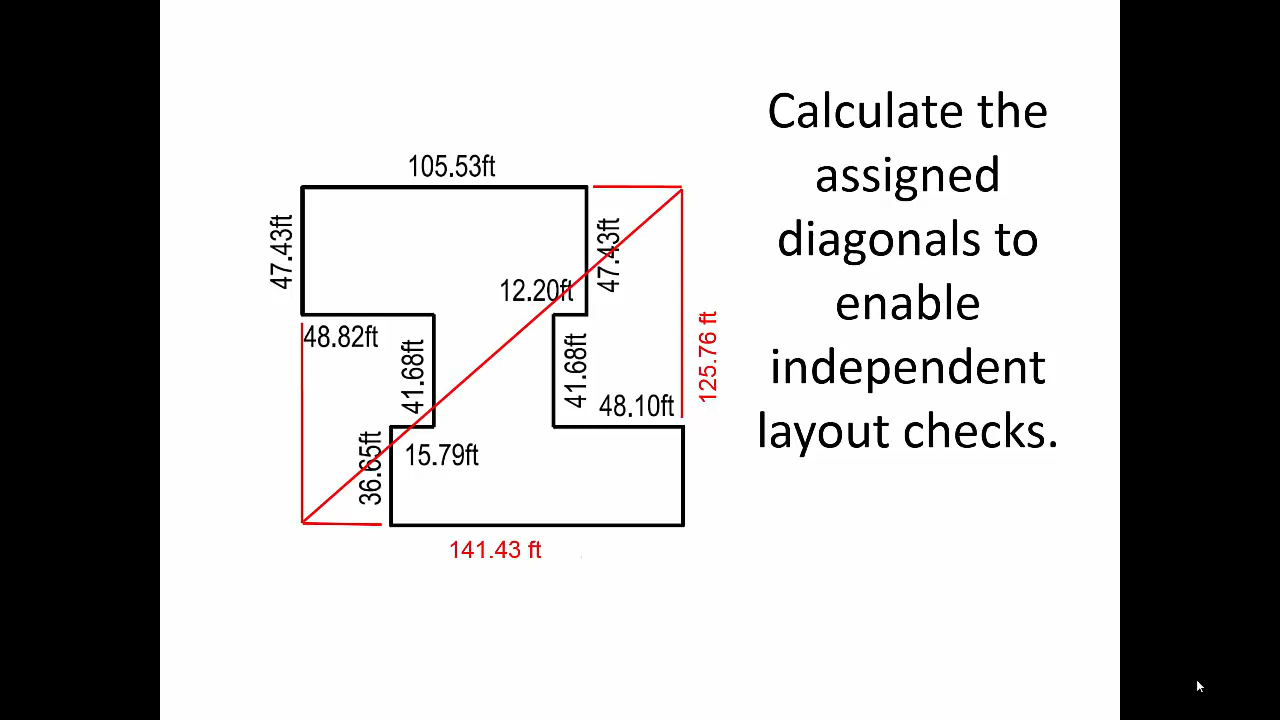 105.53ft
47.43ft
47.43ft
12.20ft
48.82ft
41.68ft
41.68ft
125.76 ft
48.10ft
36.65ft
15.79ft
141.43 ft
Calculate the
assigned
diagonals to
enable
independent
layout checks.